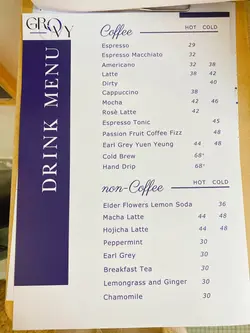 GROOVY
DRINK MENU
Coffee HOT COLD
Espresso 29
Espresso Macchiato 32
Americano 32 38
Latte 38 42
Dirty 40
Cappuccino 38
Mocha 42 46
Rosè Latte 42
Espresso Tonic 45
Passion Fruit Coffee Fizz 48
Earl Grey Yuen Yeung 44 48
Cold Brew 68+
Hand Drip 68+
non-Coffee HOT COLD
Elder Flowers Lemon Soda 36
Macha Latte 44 48
Hojicha Latte 44 48
Peppermint 30
Earl Grey 30
Breakfast Tea 30
Lemongrass and Ginger 30
Chamomile 30